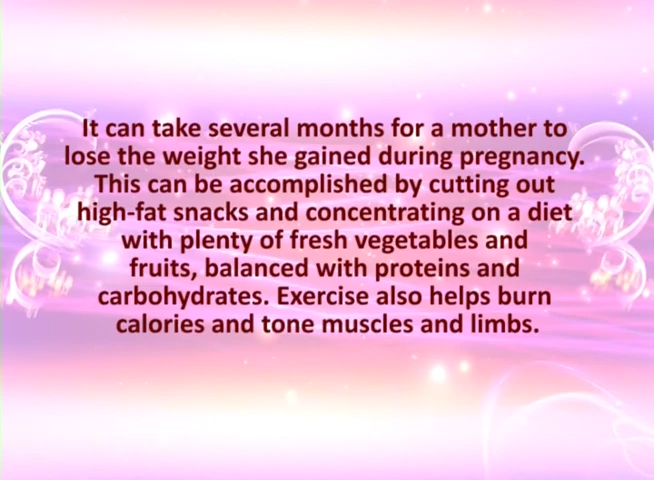 It can take several months for a mother to
lose the weight she gained during pregnancy.
This can be accomplished by cutting out
high-fat snacks and concentrating on a diet
with plenty of fresh vegetables and
fruits, balanced with proteins and
carbohydrates. Exercise also helps burn
calories and tone muscles and limbs.